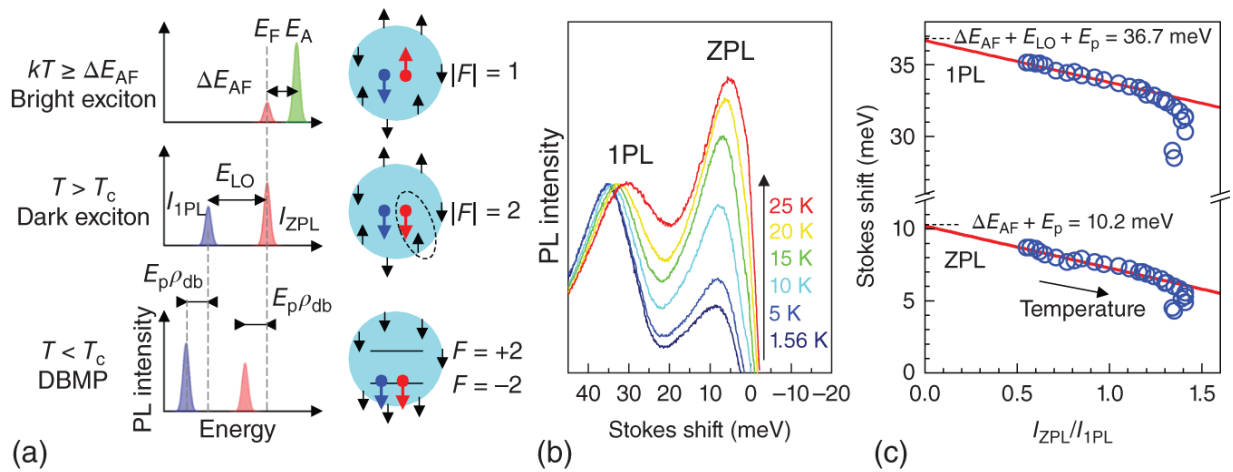 E_F E_A
kT ≥ ΔE_AF
Bright exciton
ΔE_AF
|F| = 1
T > T_c
Dark exciton
I_1PL
E_LO
I_ZPL
|F| = 2
E_pρ_db
E_pρ_db
T < T_c
DBMP
PL intensity
Energy
F = +2
F = −2
(a)
PL intensity
1PL
ZPL
25 K
20 K
15 K
10 K
5 K
1.56 K
40 30 20 10 0 −10 −20
Stokes shift (meV)
(b)
Stokes shift (meV)
35
30
10
5
0
ΔE_AF + E_LO + E_p = 36.7 meV
1PL
ΔE_AF + E_p = 10.2 meV
ZPL
Temperature
0.0 0.5 1.0 1.5
I_ZPL/I_1PL
(c)